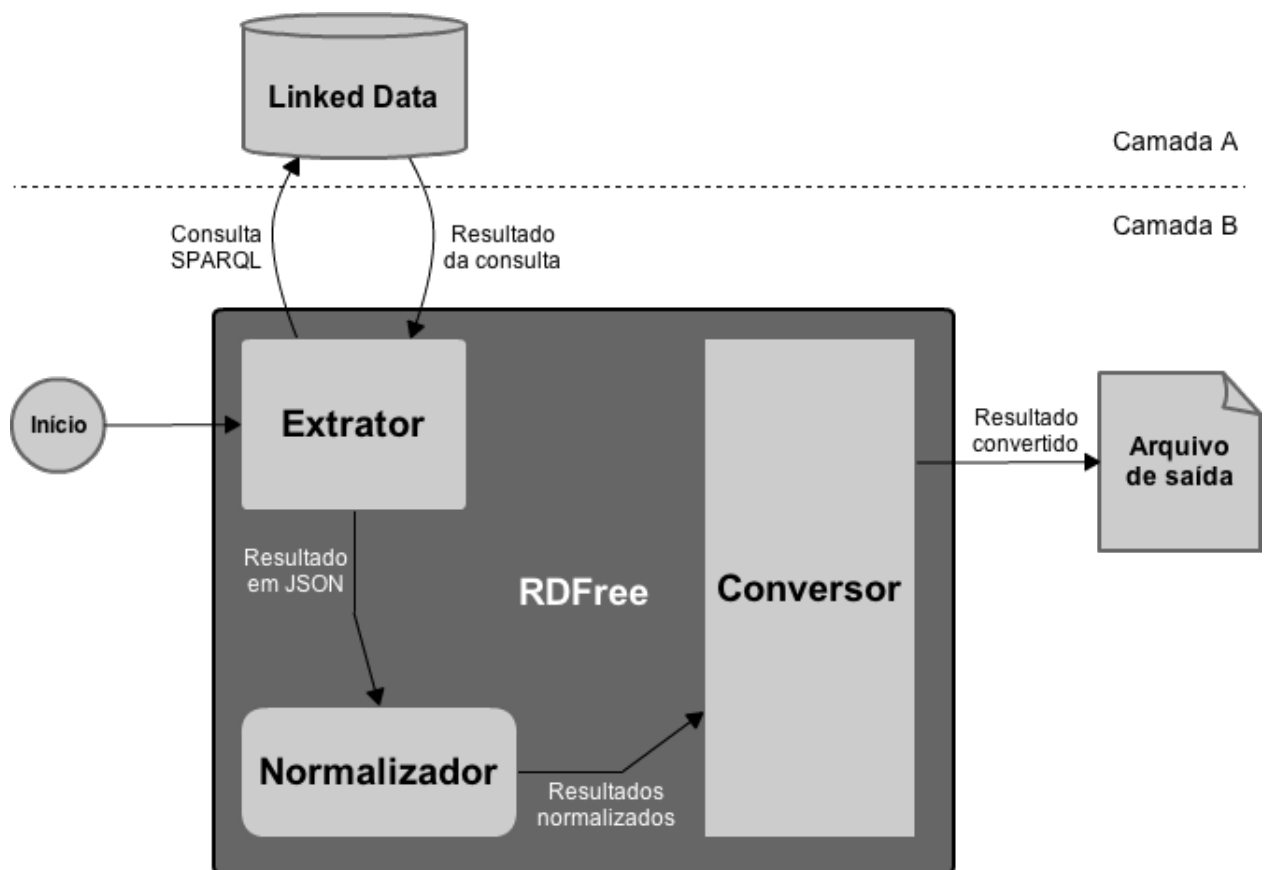 Linked Data
Camada A
Camada B
Consulta
SPARQL
Resultado
da consulta
Início
Extrator
Resultado
convertido
Arquivo
de saída
Resultado
em JSON
RDFree
Conversor
Normalizador
Resultados
normalizados